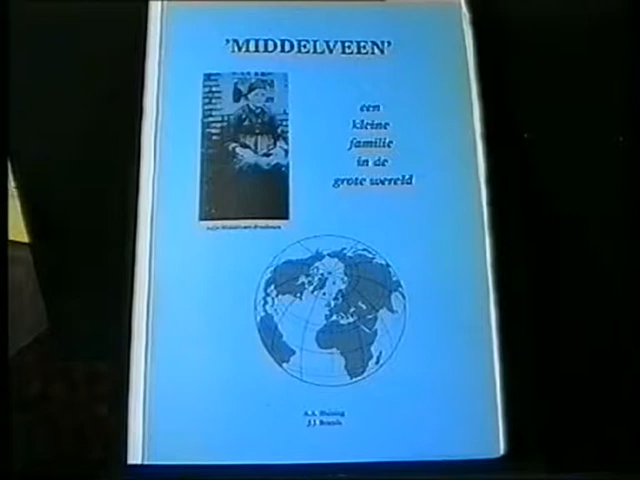 'MIDDELVEEN'
een
kleine
familie
in de
grote wereld
A.A.
J.J.